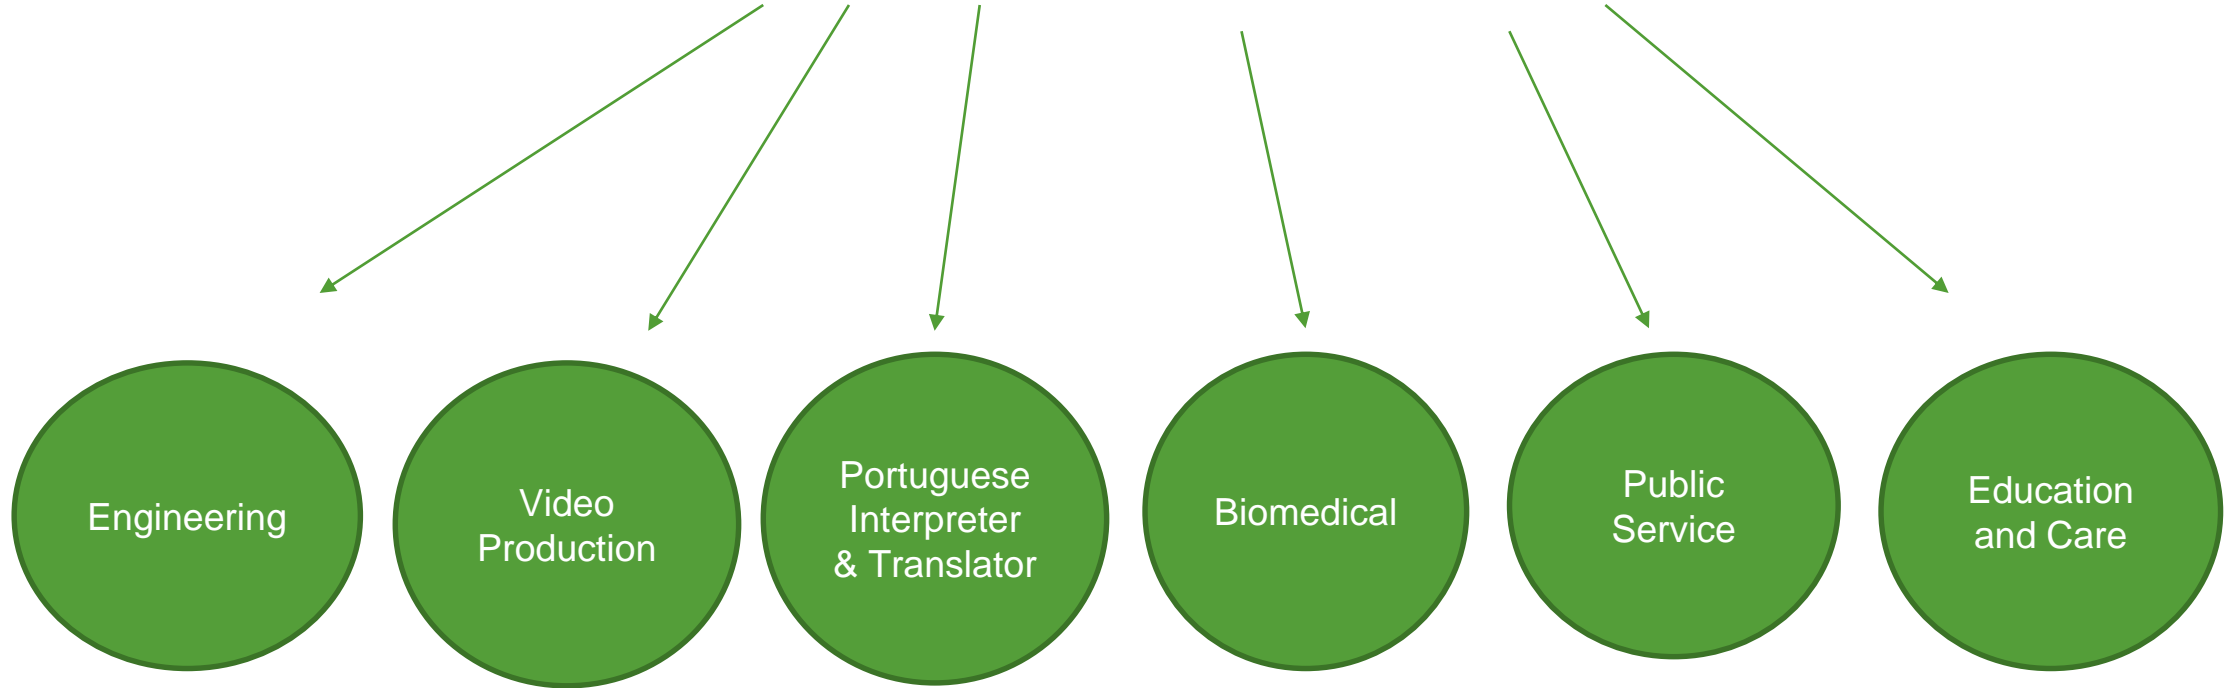 Engineering
Video
Production
Portuguese
Interpreter
& Translator
Biomedical
Public
Service
Education
and Care